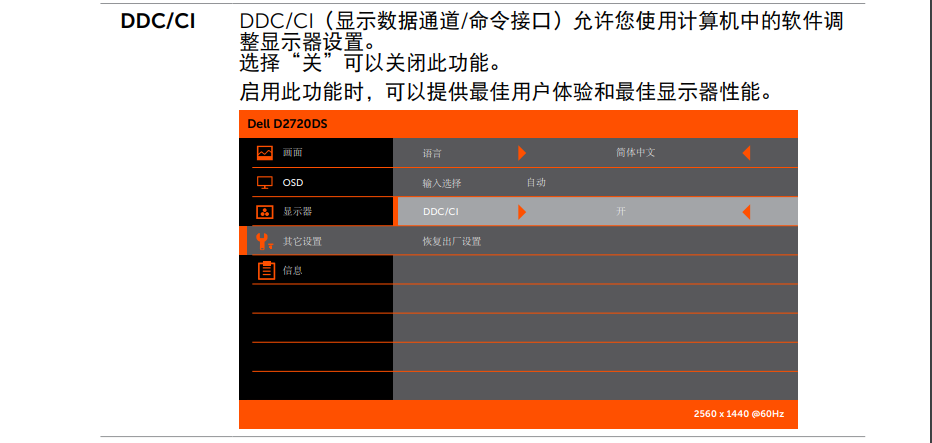 DDC/CI
DDC/CI（显示数据通道/命令接口）允许您使用计算机中的软件调
整显示器设置。
选择“关”可以关闭此功能。
启用此功能时，可以提供最佳用户体验和最佳显示器性能。
Dell D2720DS
画面
语言
简体中文
OSD
输入选择
自动
显示器
DDC/CI
开
其它设置
恢复出厂设置
信息
2560 x 1440 @60Hz